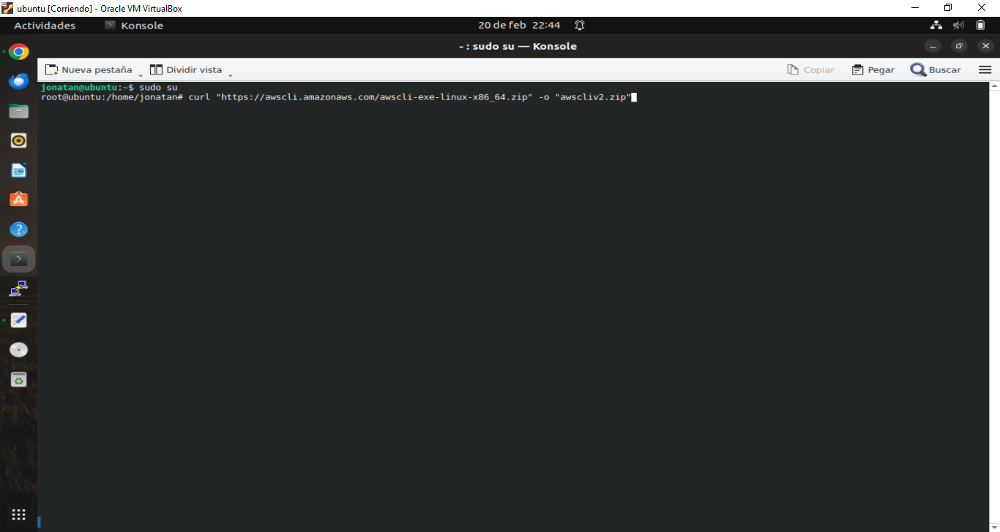 ubuntu [Corriendo] - Oracle VM VirtualBox
Actividades Konsole 20 de feb 22:44
- : sudo su — Konsole
Nueva pestaña Dividir vista Copiar Pegar Buscar
jonatan@ubuntu:~$ sudo su
root@ubuntu:/home/jonatan# curl "https://awscli.amazonaws.com/awscli-exe-linux-x86_64.zip" -o "awscliv2.zip"